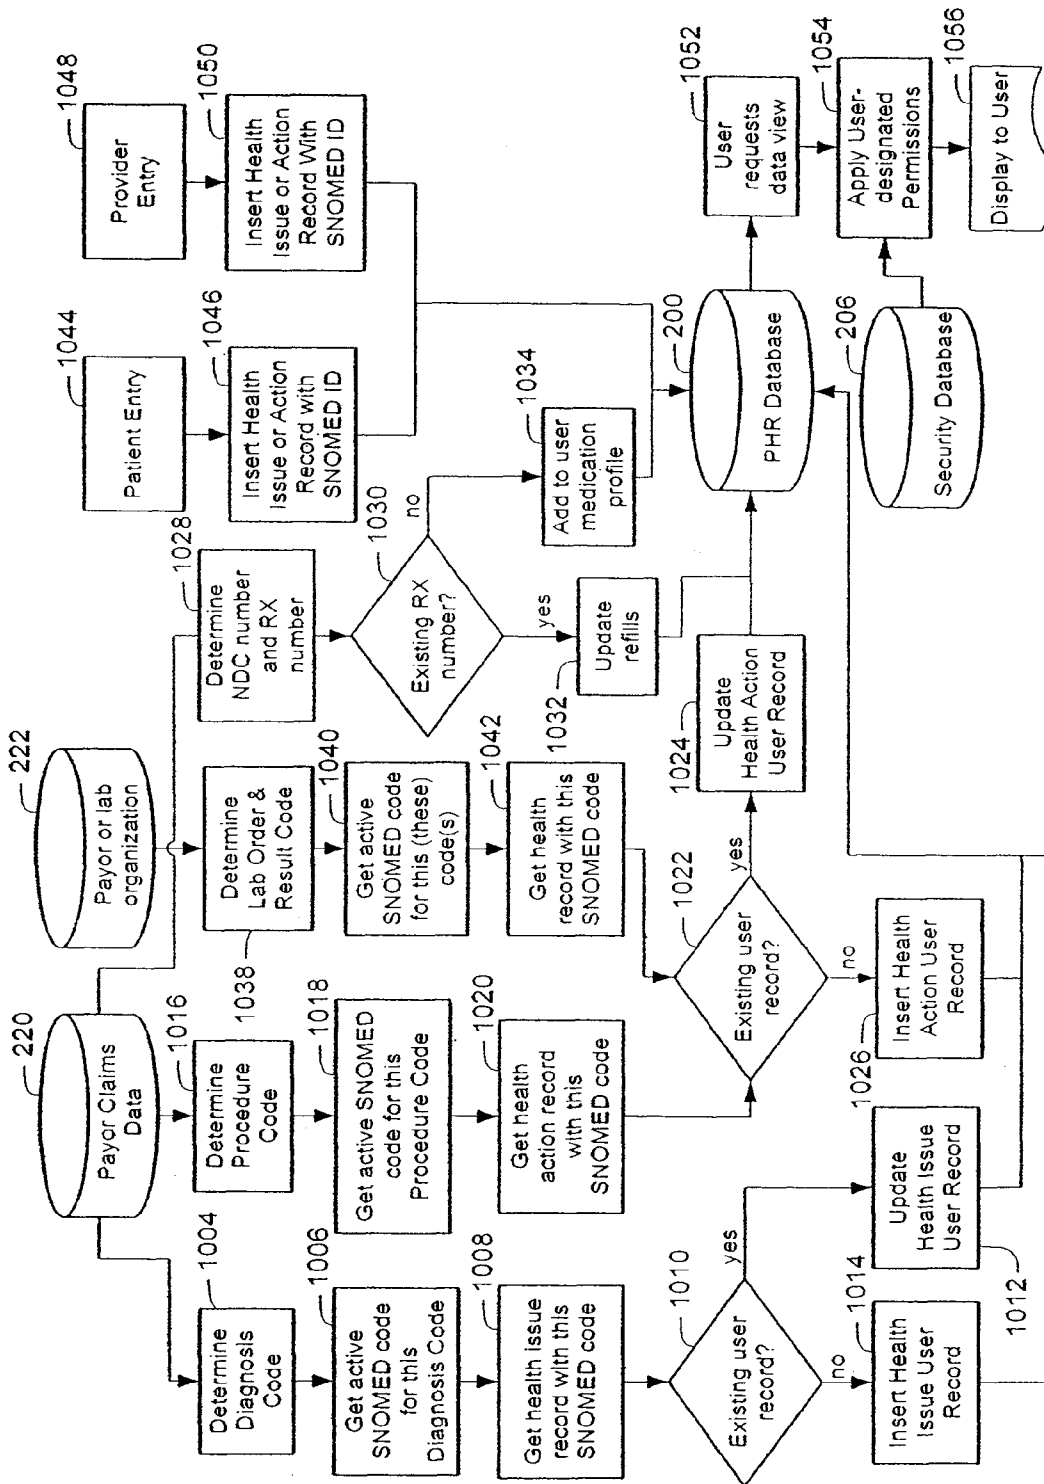 220
Payor Claims
Data
222
Payor or lab
organization
1004
Determine
Diagnosis
Code
1006
Get active
SNOMED code
for this
Diagnosis Code
1008
Get health issue
record with this
SNOMED code
1010
Existing user
record?
yes
no
1014
Insert Health
Issue User
Record
Update
Health Issue
User Record
1012
1016
Determine
Procedure
Code
1018
Get active SNOMED
code for this
Procedure Code
1020
Get health
action record
with this
SNOMED code
Determine
Lab Order &
Result Code
1038
1040
Get active
SNOMED code
for this (these)
code(s)
1042
Get health
record with this
SNOMED code
1022
Existing user
record?
yes
no
1024
Update
Health Action
User Record
1026
Insert Health
Action User
Record
1028
Determine
NDC number
and RX
number
1030
Existing RX
number?
no
yes
1032
Update
refills
1034
Add to user
medication
profile
1044
Patient Entry
1046
Insert Health
Issue or Action
Record with
SNOMED ID
1048
Provider
Entry
1050
Insert Health
Issue or Action
Record With
SNOMED ID
200
PHR Database
206
Security Database
1052
User
requests
data view
1054
Apply User-
designated
Permissions
1056
Display to User